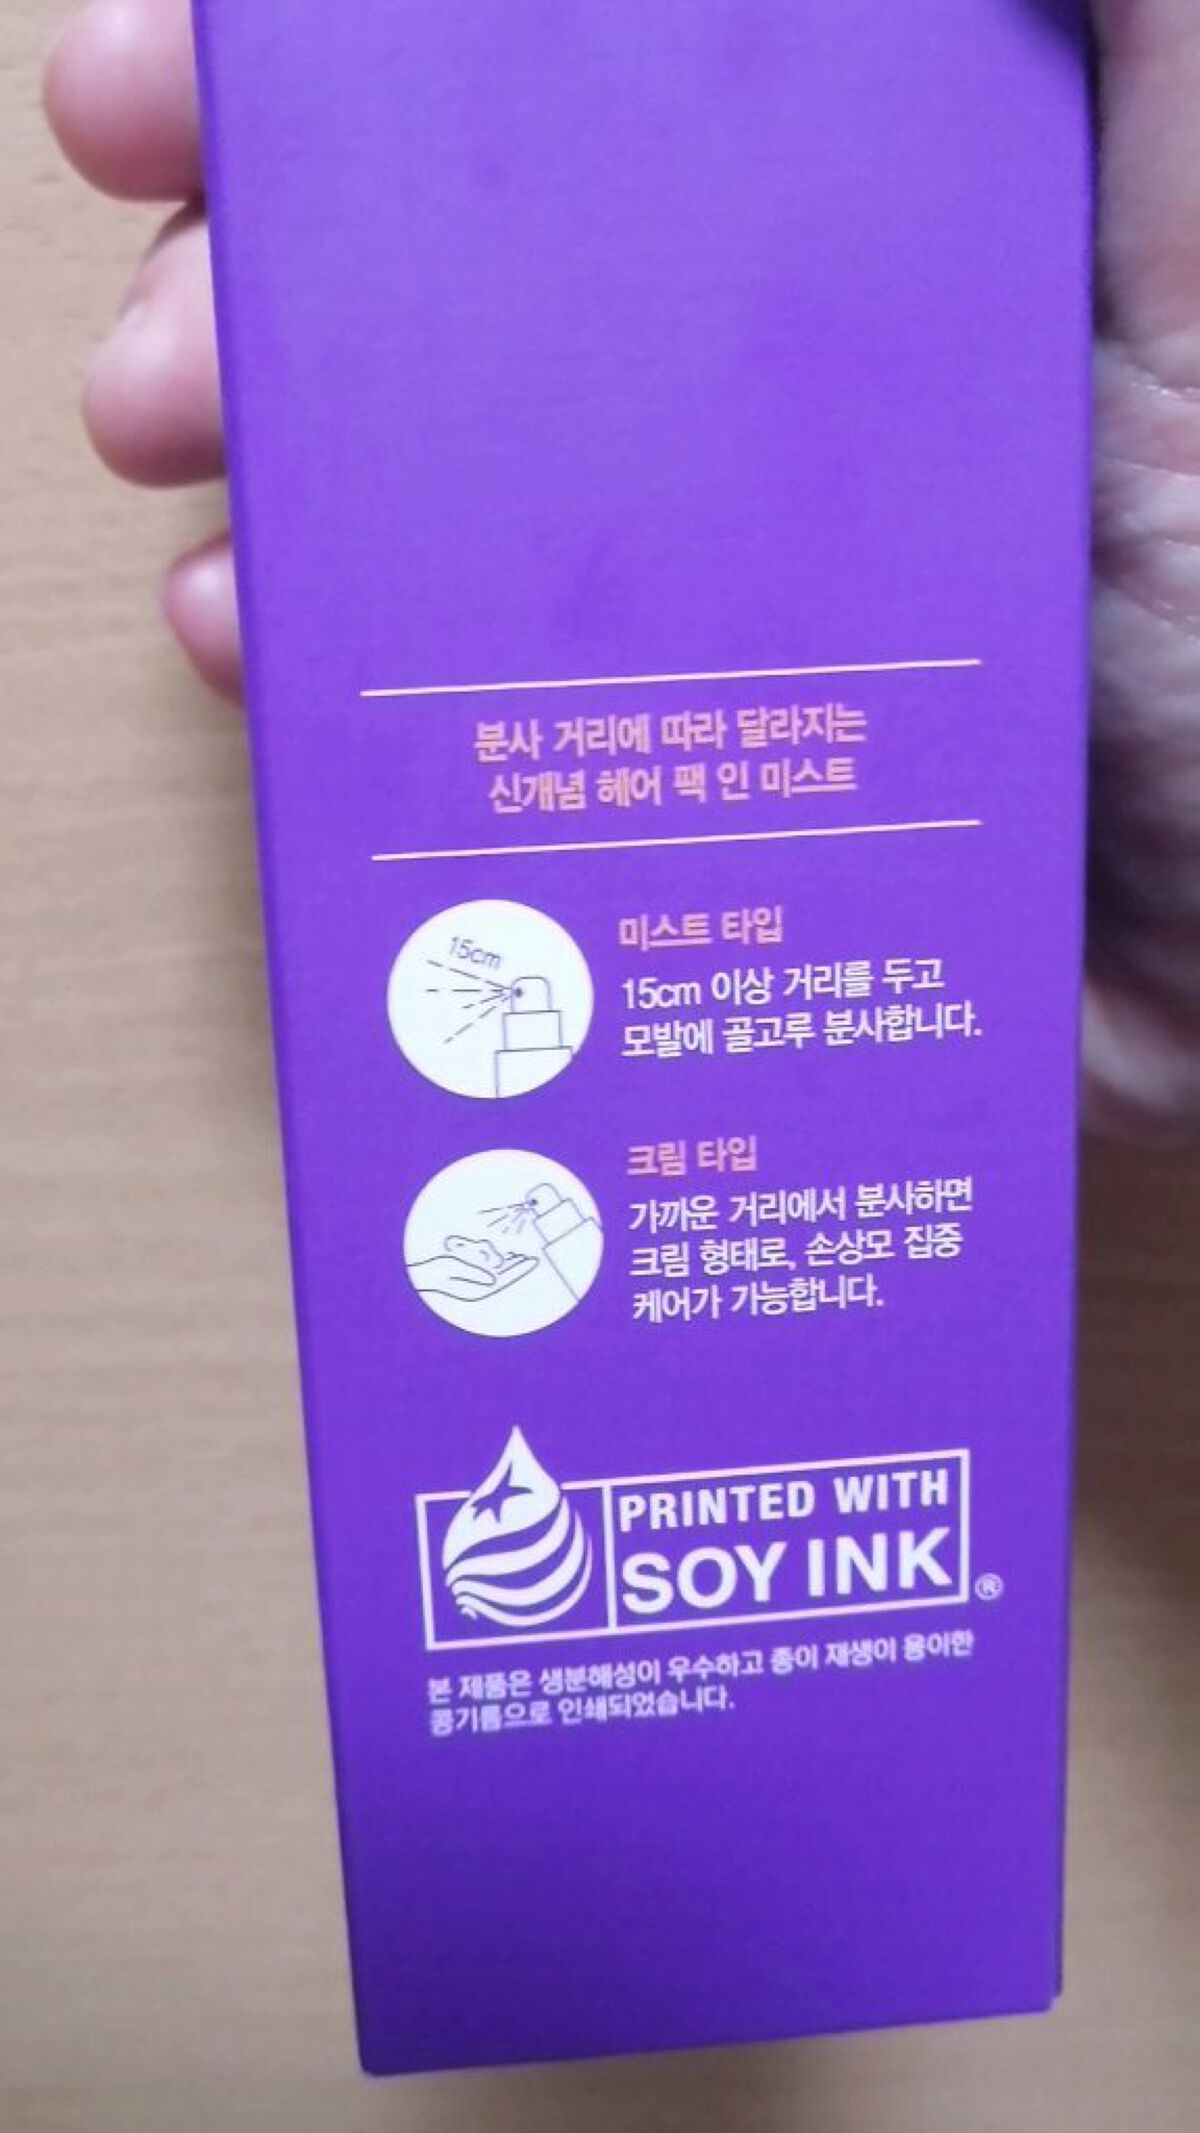 분사 거리에 따라 달라지는
신개념 헤어 팩 인 미스트
15cm
미스트 타입
15cm 이상 거리를 두고
모발에 골고루 분사합니다.
크림 타입
가까운 거리에서 분사하면
크림 형태로, 손상모 집중
케어가 가능합니다.
PRINTED WITH
SOY INK ®
본 제품은 생분해성이 우수하고 종이 재생이 용이한
콩기름으로 인쇄되었습니다.